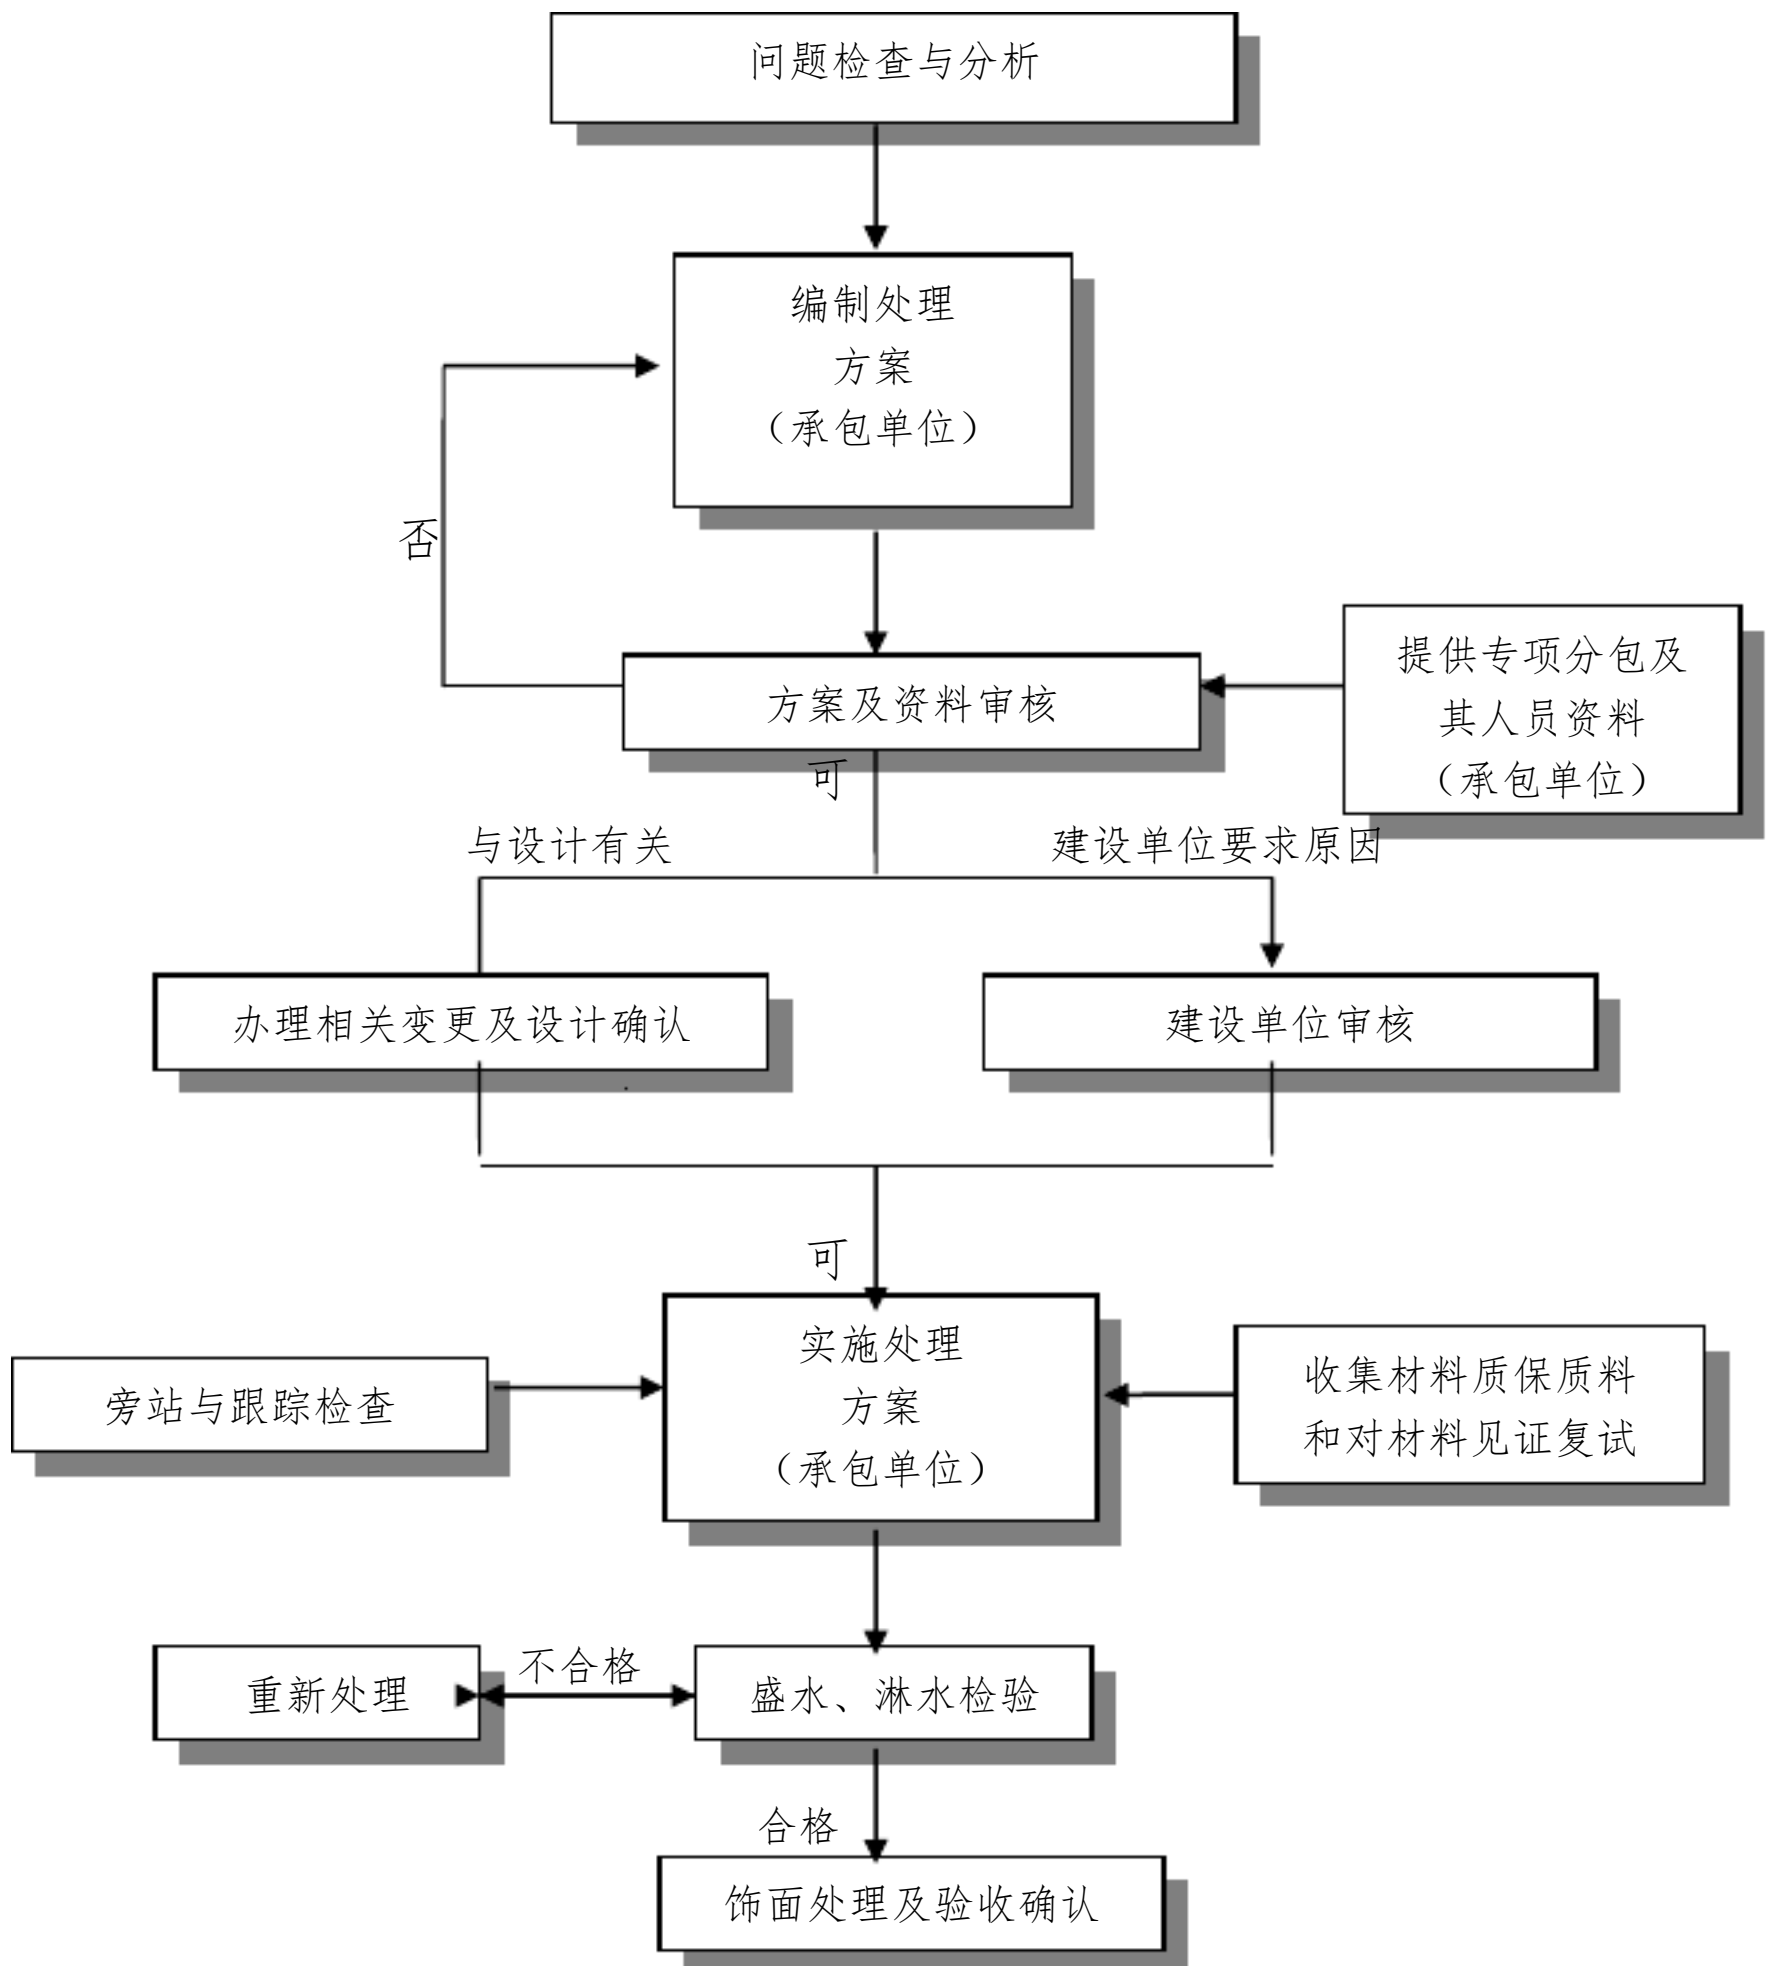 问题检查与分析
编制处理
方案
（承包单位）
否
提供专项分包及
其人员资料
（承包单位）
方案及资料审核
可
与设计有关
建设单位要求原因
办理相关变更及设计确认
建设单位审核
可
实施处理
方案
（承包单位）
旁站与跟踪检查
收集材料质保质料
和对材料见证复试
重新处理
不合格
盛水、淋水检验
合格
饰面处理及验收确认